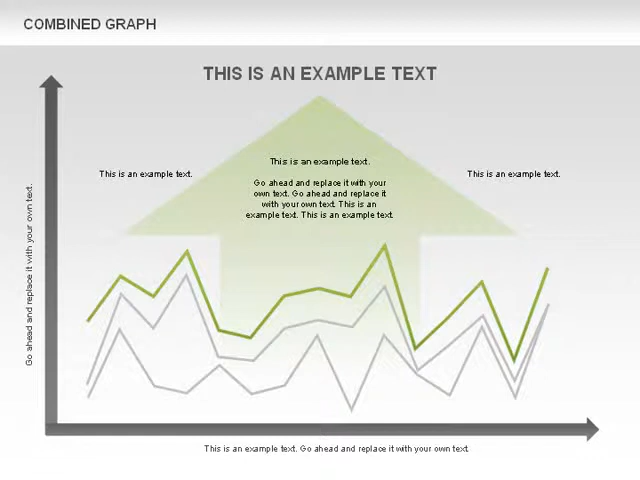 COMBINED GRAPH
THIS IS AN EXAMPLE TEXT
This is an example text.
This is an example text.
Go ahead and replace it with your
own text. Go ahead and replace it
with your own text. This is an
example text. This is an example text.
This is an example text.
Go ahead and replace it with your own text.
This is an example text. Go ahead and replace it with your own text.